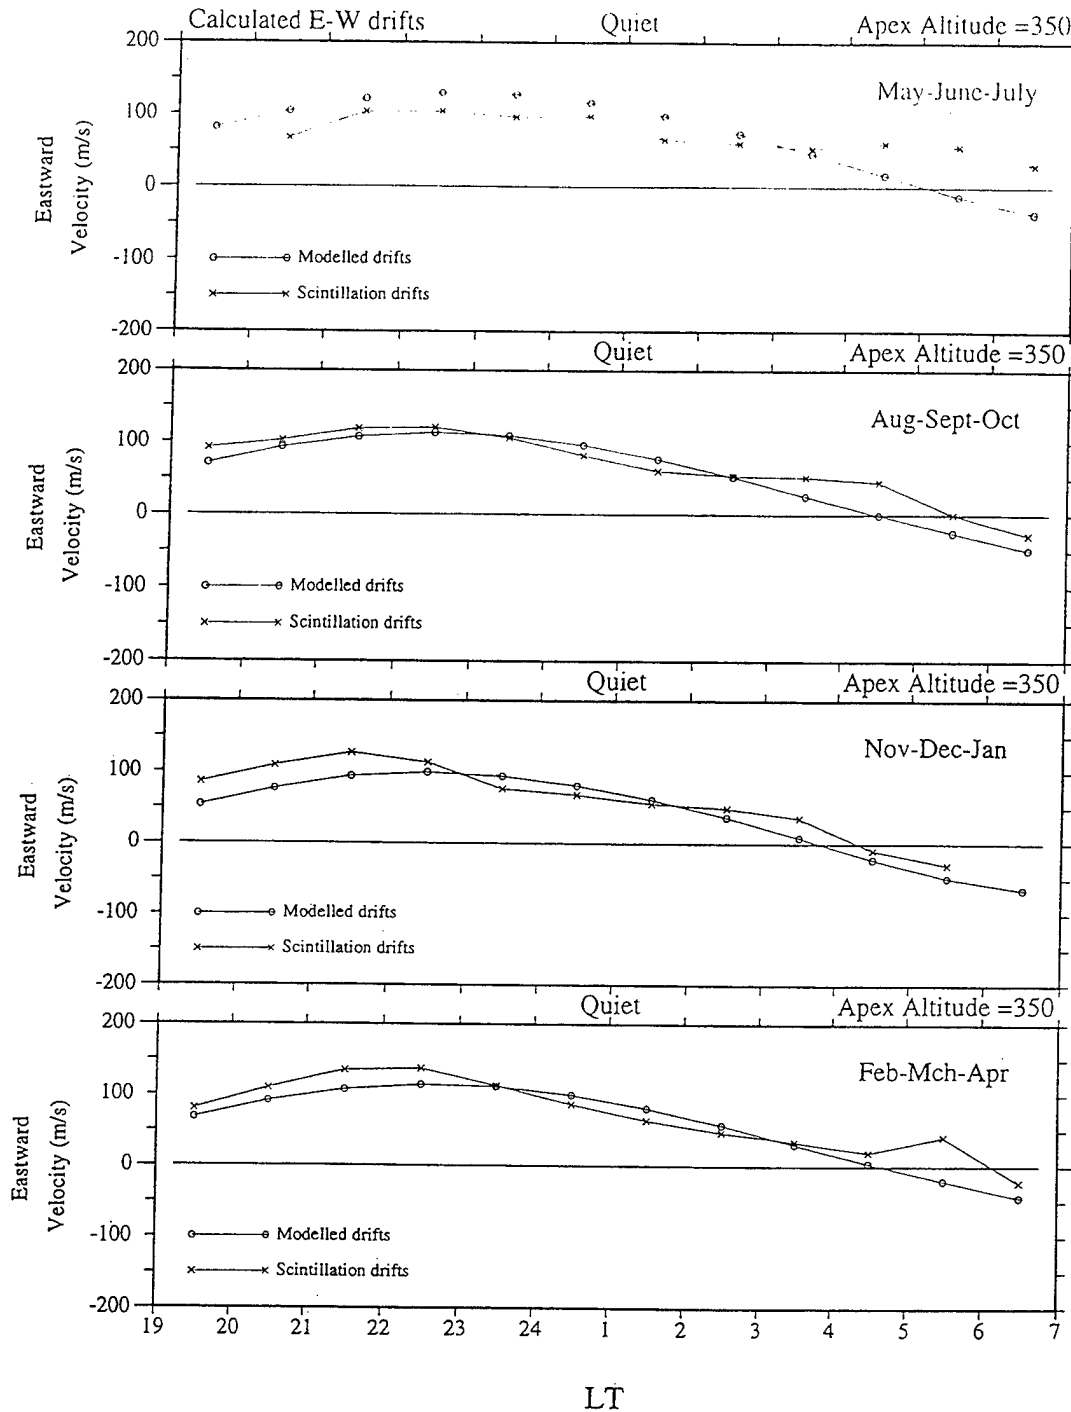 Calculated E-W drifts Quiet Apex Altitude =350
200
May-June-July
100
Eastward
Velocity (m/s)
0
-100
Modelled drifts
Scintillation drifts
-200
Quiet Apex Altitude =350
200
Aug-Sept-Oct
100
Eastward
Velocity (m/s)
0
-100
Modelled drifts
Scintillation drifts
-200
Quiet Apex Altitude =350
200
Nov-Dec-Jan
100
Eastward
Velocity (m/s)
0
-100
Modelled drifts
Scintillation drifts
-200
Quiet Apex Altitude =350
200
Feb-Mch-Apr
100
Eastward
Velocity (m/s)
0
-100
Modelled drifts
Scintillation drifts
-200
19 20 21 22 23 24 1 2 3 4 5 6 7
LT